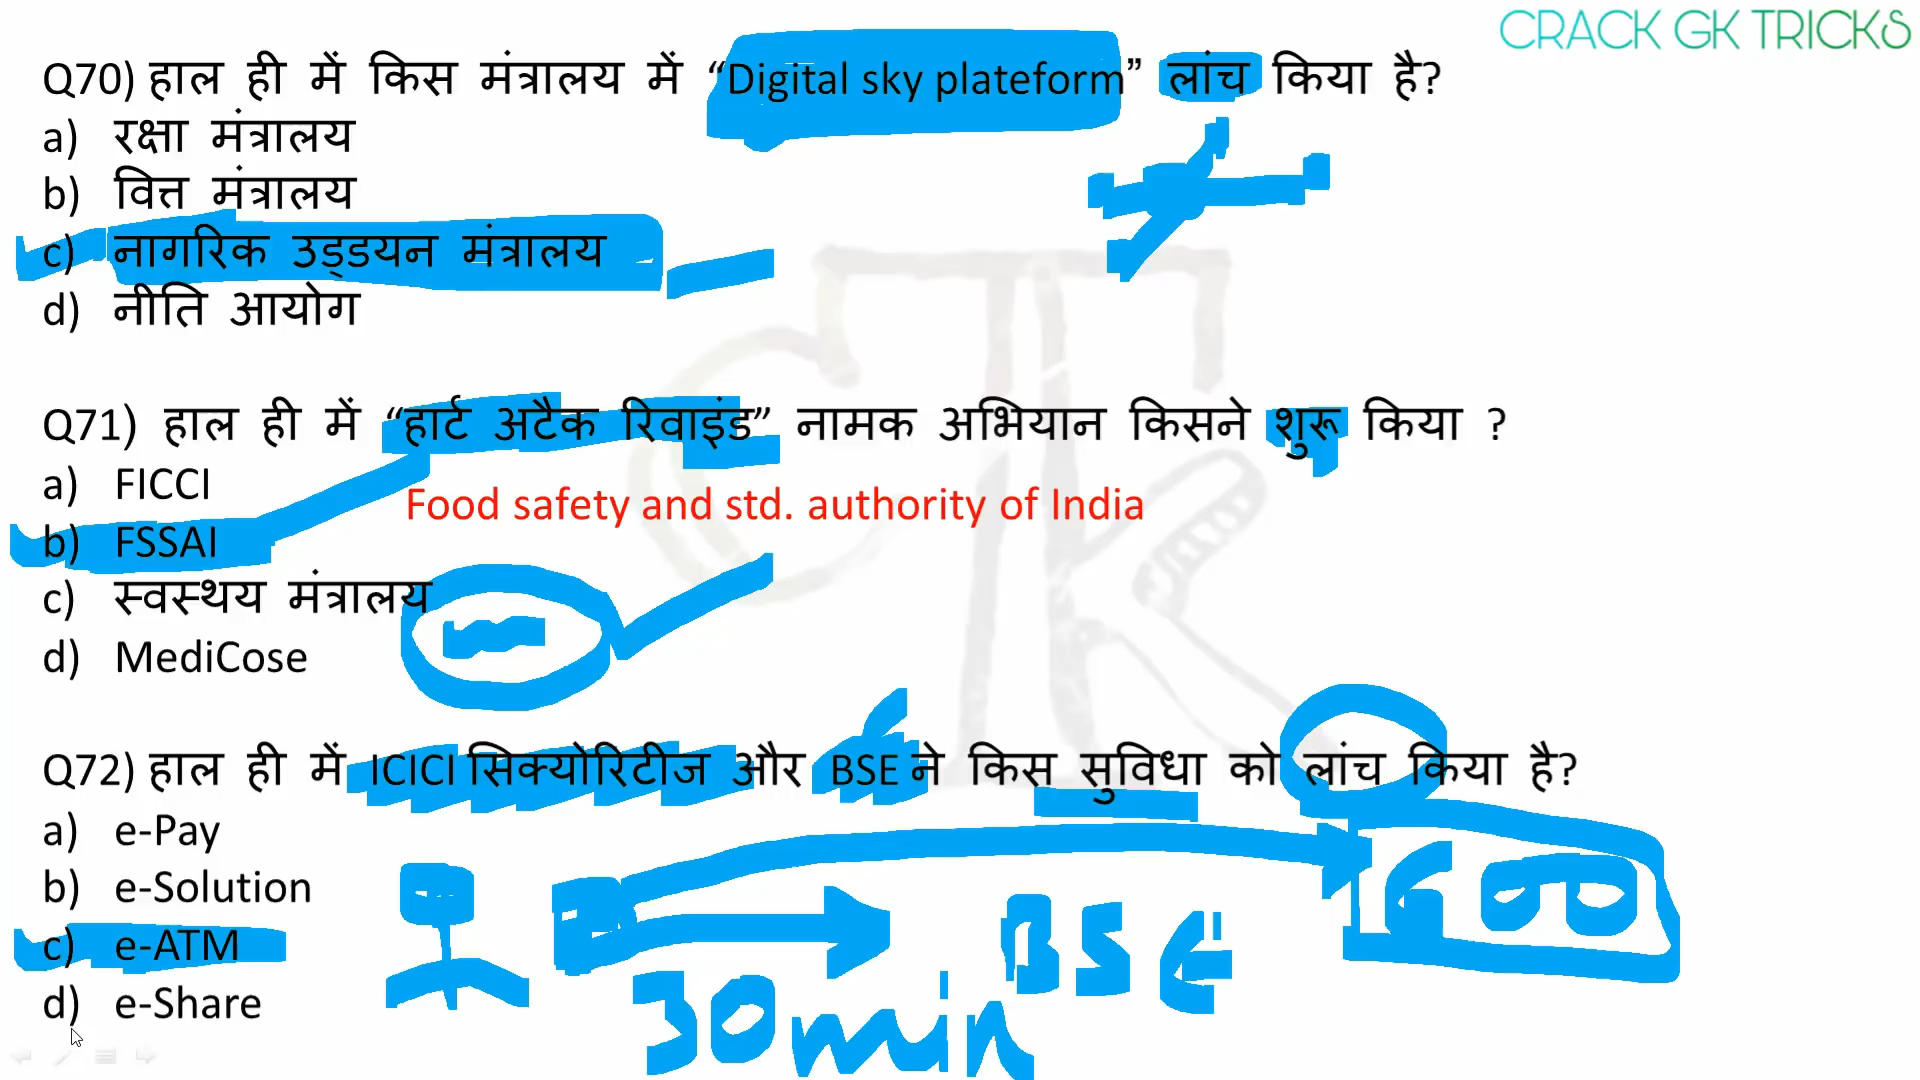 CRACK GK TRICKS
Q70) हाल ही में किस मंत्रालय में “Digital sky plateform” लांच किया है?
a) रक्षा मंत्रालय
b) वित्त मंत्रालय
c) नागरिक उड्डयन मंत्रालय
d) नीति आयोग
Q71) हाल ही में “हार्ट अटैक रिवाइंड” नामक अभियान किसने शुरू किया ?
a) FICCI
Food safety and std. authority of India
b) FSSAI
c) स्वस्थय मंत्रालय
d) MediCose
Q72) हाल ही में ICICI सिक्योरिटीज और BSE ने किस सुविधा को लांच किया है?
a) e-Pay
b) e-Solution
c) e-ATM
d) e-Share
BSE
600
30min